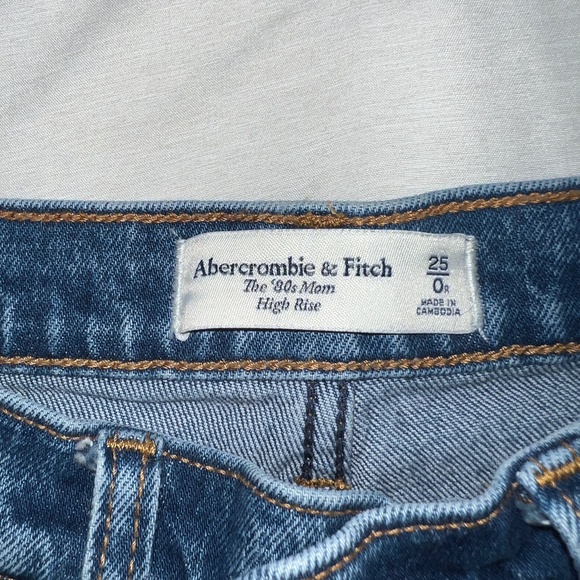 Abercrombie & Fitch
The '80s Mom
High Rise
25
0R
MADE IN
CAMBODIA